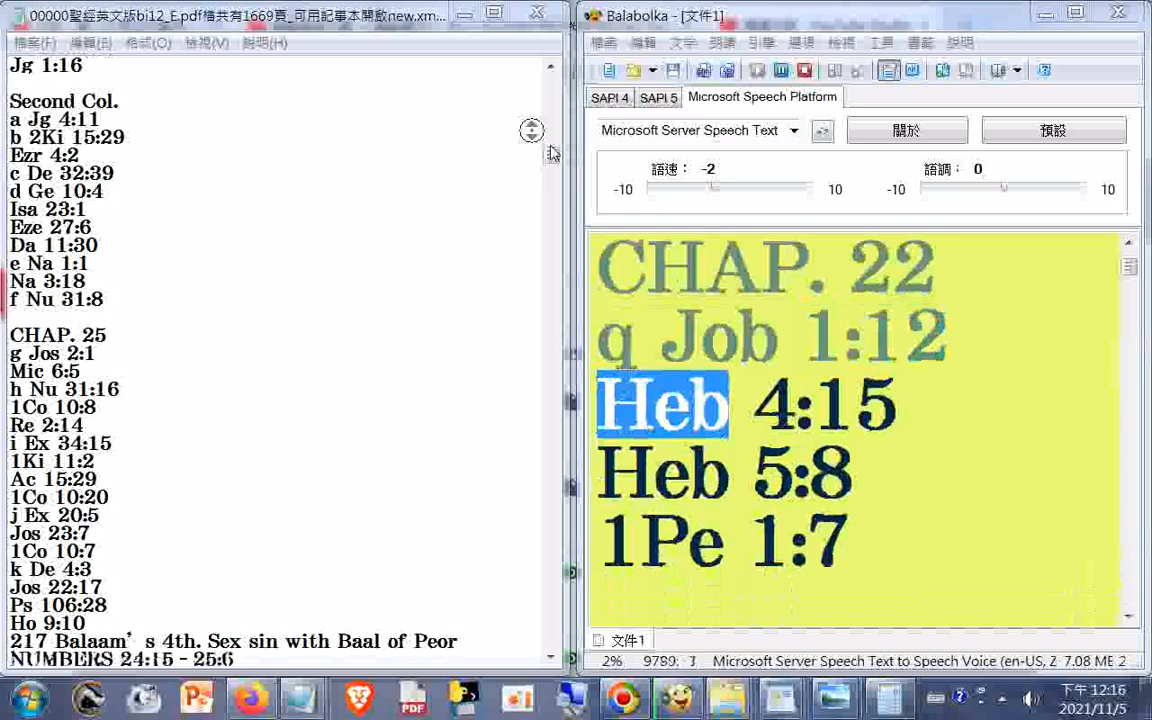 00000聖經英文版bi12_E.pdf檔共有1669頁_可用記事本開啟new.xm...
檔案(F) 編輯(E) 格式(O) 檢視(V) 說明(H)
Jg 1:16
Second Col.
a Jg 4:11
b 2Ki 15:29
Ezr 4:2
c De 32:39
d Ge 10:4
Isa 23:1
Eze 27:6
Da 11:30
e Na 1:1
Na 3:18
f Nu 31:8
CHAP. 25
g Jos 2:1
Mic 6:5
h Nu 31:16
1Co 10:8
Re 2:14
i Ex 34:15
1Ki 11:2
Ac 15:29
1Co 10:20
j Ex 20:5
Jos 23:7
1Co 10:7
k De 4:3
Jos 22:17
Ps 106:28
Ho 9:10
217 Balaam’s 4th. Sex sin with Baal of Peor
NUMBERS 24:15 – 25:6
Balabolka - [文件1]
檔案 編輯 文字 朗讀 引擎 選項 檢視 工具 書籤 說明
SAPI 4 SAPI 5 Microsoft Speech Platform
Microsoft Server Speech Text 關於 預設
語速： -2 語調： 0
-10 10 -10 10
CHAP. 22
q Job 1:12
Heb 4:15
Heb 5:8
1Pe 1:7
文件1
2% Microsoft Server Speech Text to Speech Voice (en-US, Z 7.08 MB
PDF
下午 12:16
2021/11/5